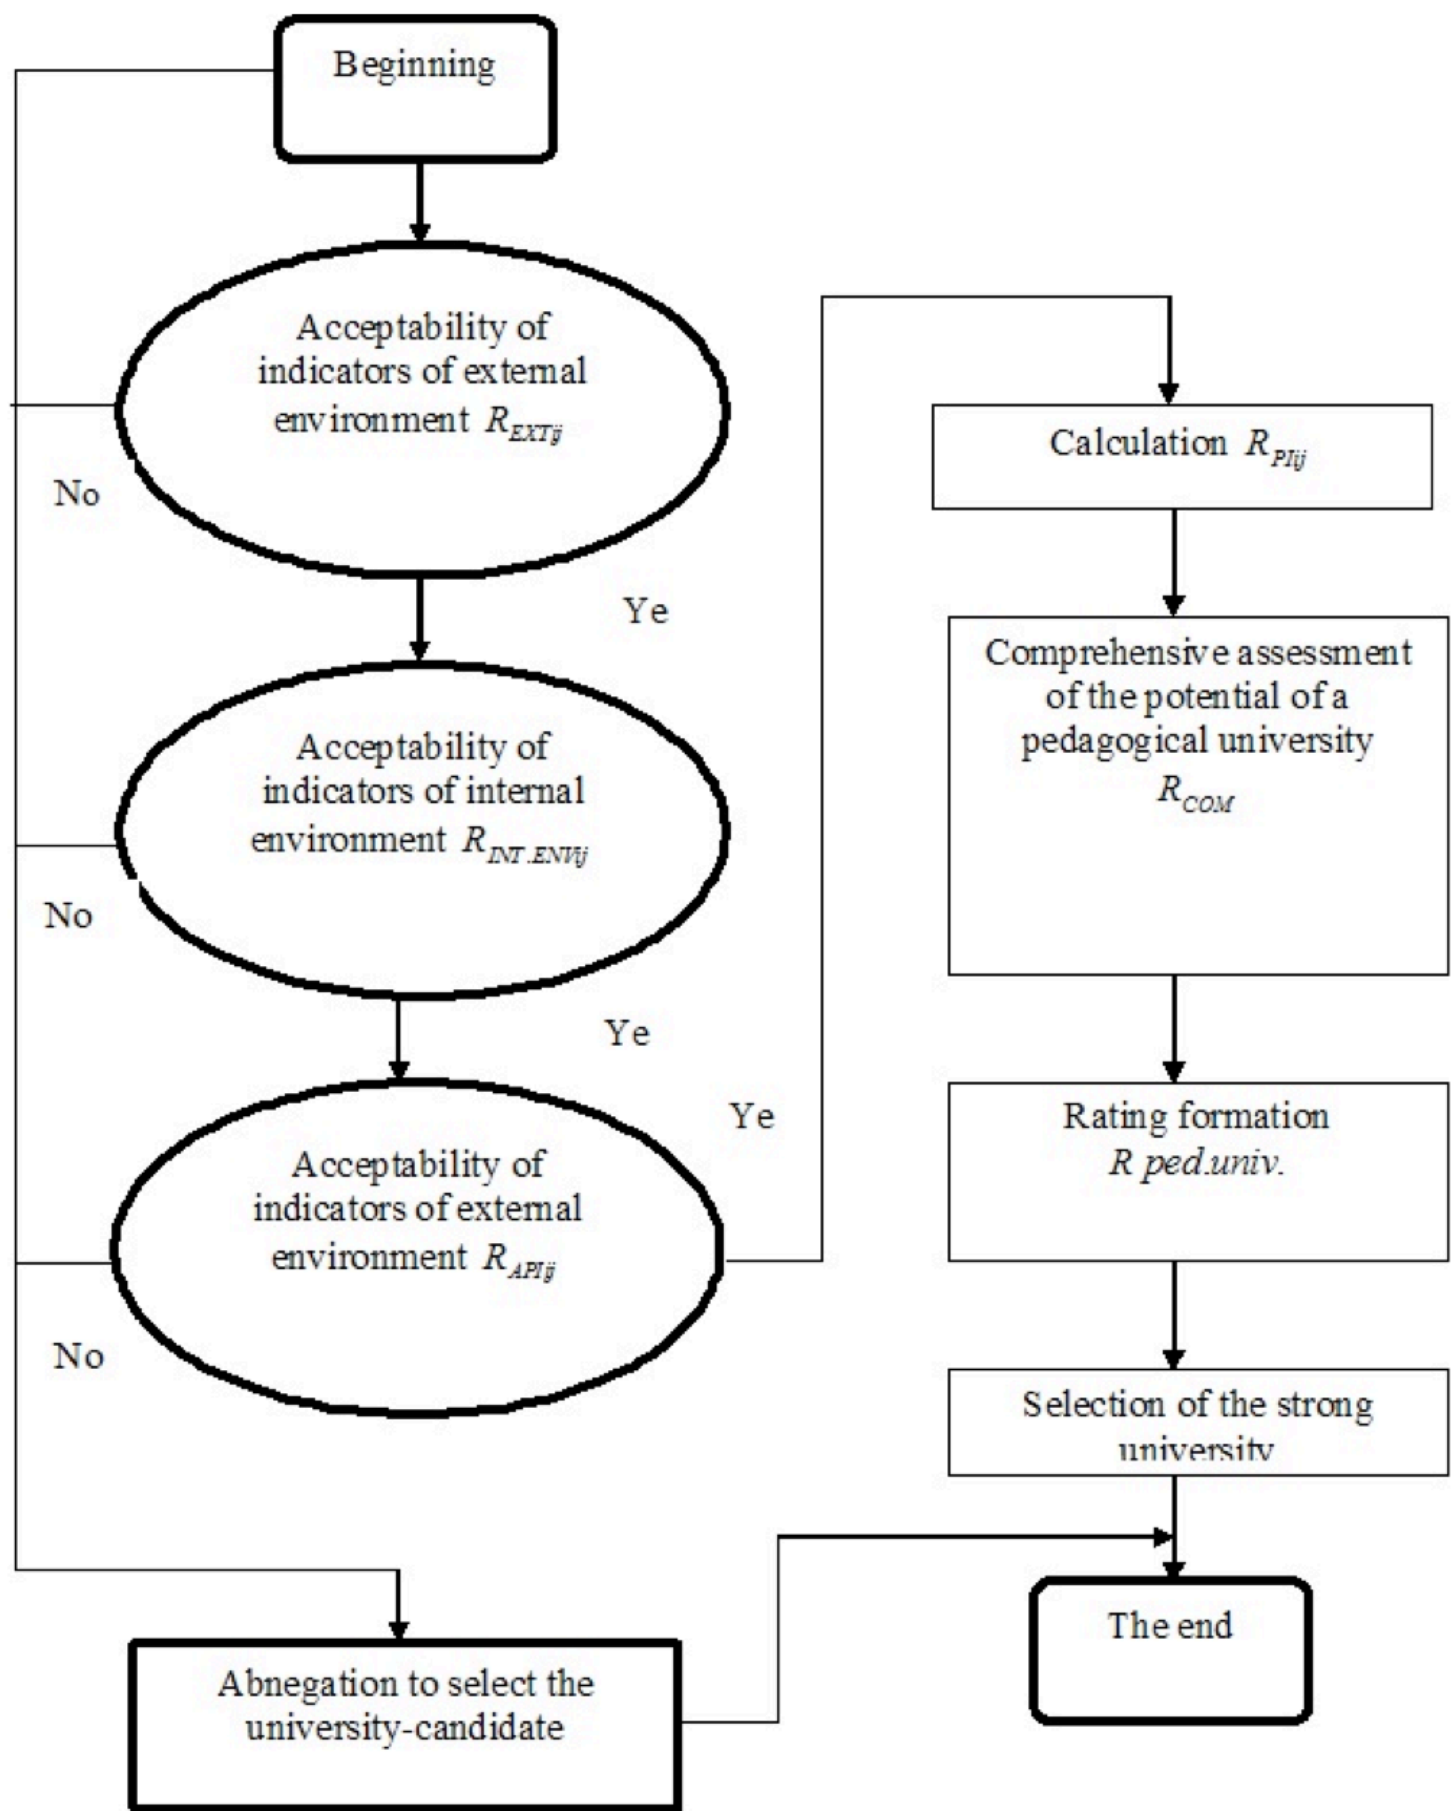 Beginning
Acceptability of
indicators of external
environment R_EXTij
No
Ye
Acceptability of
indicators of internal
environment R_INT.ENVij
No
Ye
Acceptability of
indicators of external
environment R_APIij
Ye
No
Abnegation to select the
university-candidate
Calculation R_PIij
Comprehensive assessment
of the potential of a
pedagogical university
R_COM
Rating formation
R ped.univ.
Selection of the strong
university
The end